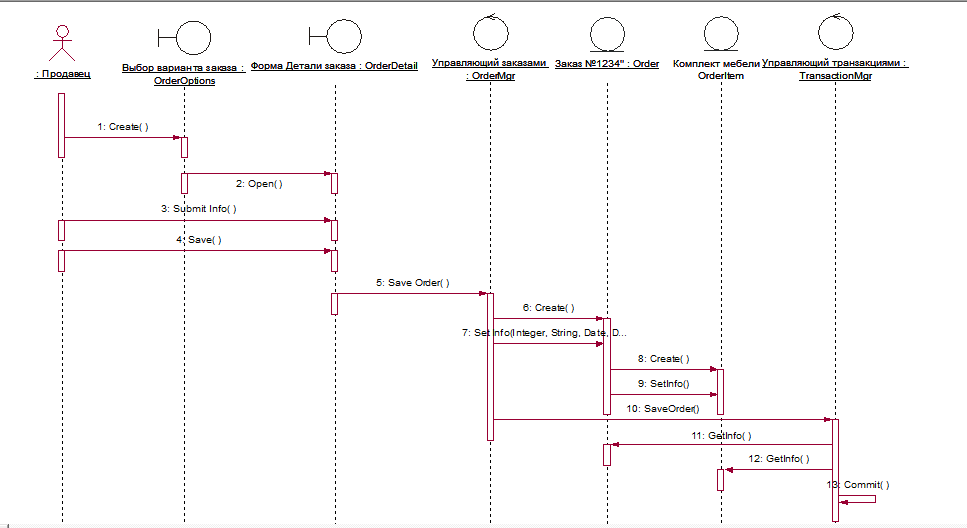 : Продавец
Выбор варианта заказа :
OrderOptions
Форма Детали заказа : OrderDetail
Управляющий заказами
: OrderMgr
Заказ №1234" : Order
Комплект мебели
OrderItem
Управляющий транзакциями :
TransactionMgr
1: Create( )
2: Open( )
3: Submit Info( )
4: Save( )
5: Save Order( )
6: Create( )
7: SetInfo(Integer, String, Date, D...
8: Create( )
9: SetInfo()
10: SaveOrder()
11: GetInfo( )
12: GetInfo( )
13: Commit( )